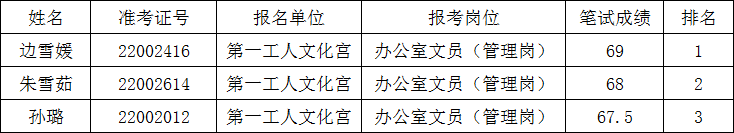 姓名 准考证号 报名单位 报考岗位 笔试成绩 排名
边雪媛 22002416 第一工人文化宫 办公室文员（管理岗） 69 1
朱雪茹 22002614 第一工人文化宫 办公室文员（管理岗） 68 2
孙璐 22002012 第一工人文化宫 办公室文员（管理岗） 67.5 3